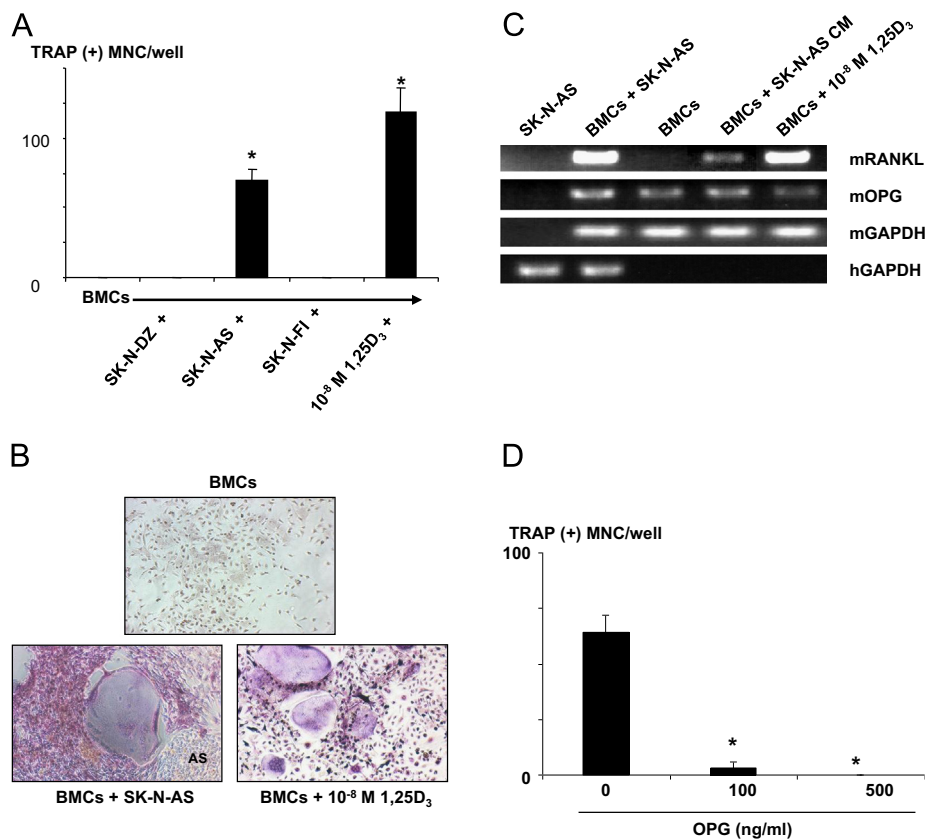 A
TRAP (+) MNC/well
100
0
BMCs
SK-N-DZ +
SK-N-AS +
SK-N-FI +
10⁻⁸ M 1,25D₃ +
B
BMCs
AS
BMCs + SK-N-AS
BMCs + 10⁻⁸ M 1,25D₃
C
SK-N-AS
BMCs + SK-N-AS
BMCs
BMCs + SK-N-AS CM
BMCs + 10⁻⁸ M 1,25D₃
mRANKL
mOPG
mGAPDH
hGAPDH
D
TRAP (+) MNC/well
100
0
0 100 500
OPG (ng/ml)